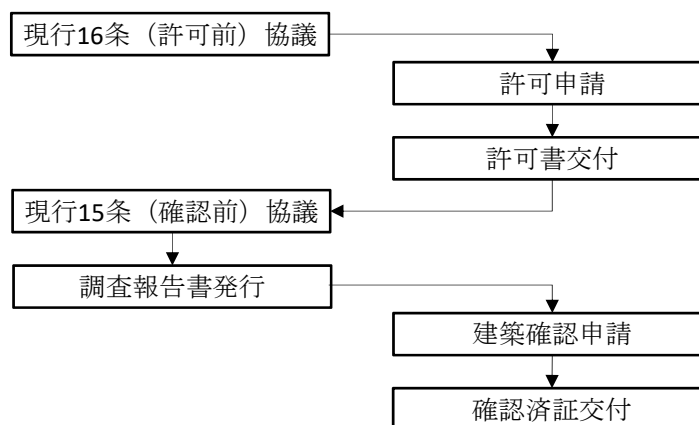 現行16条（許可前）協議
許可申請
許可書交付
現行15条（確認前）協議
調査報告書発行
建築確認申請
確認済証交付